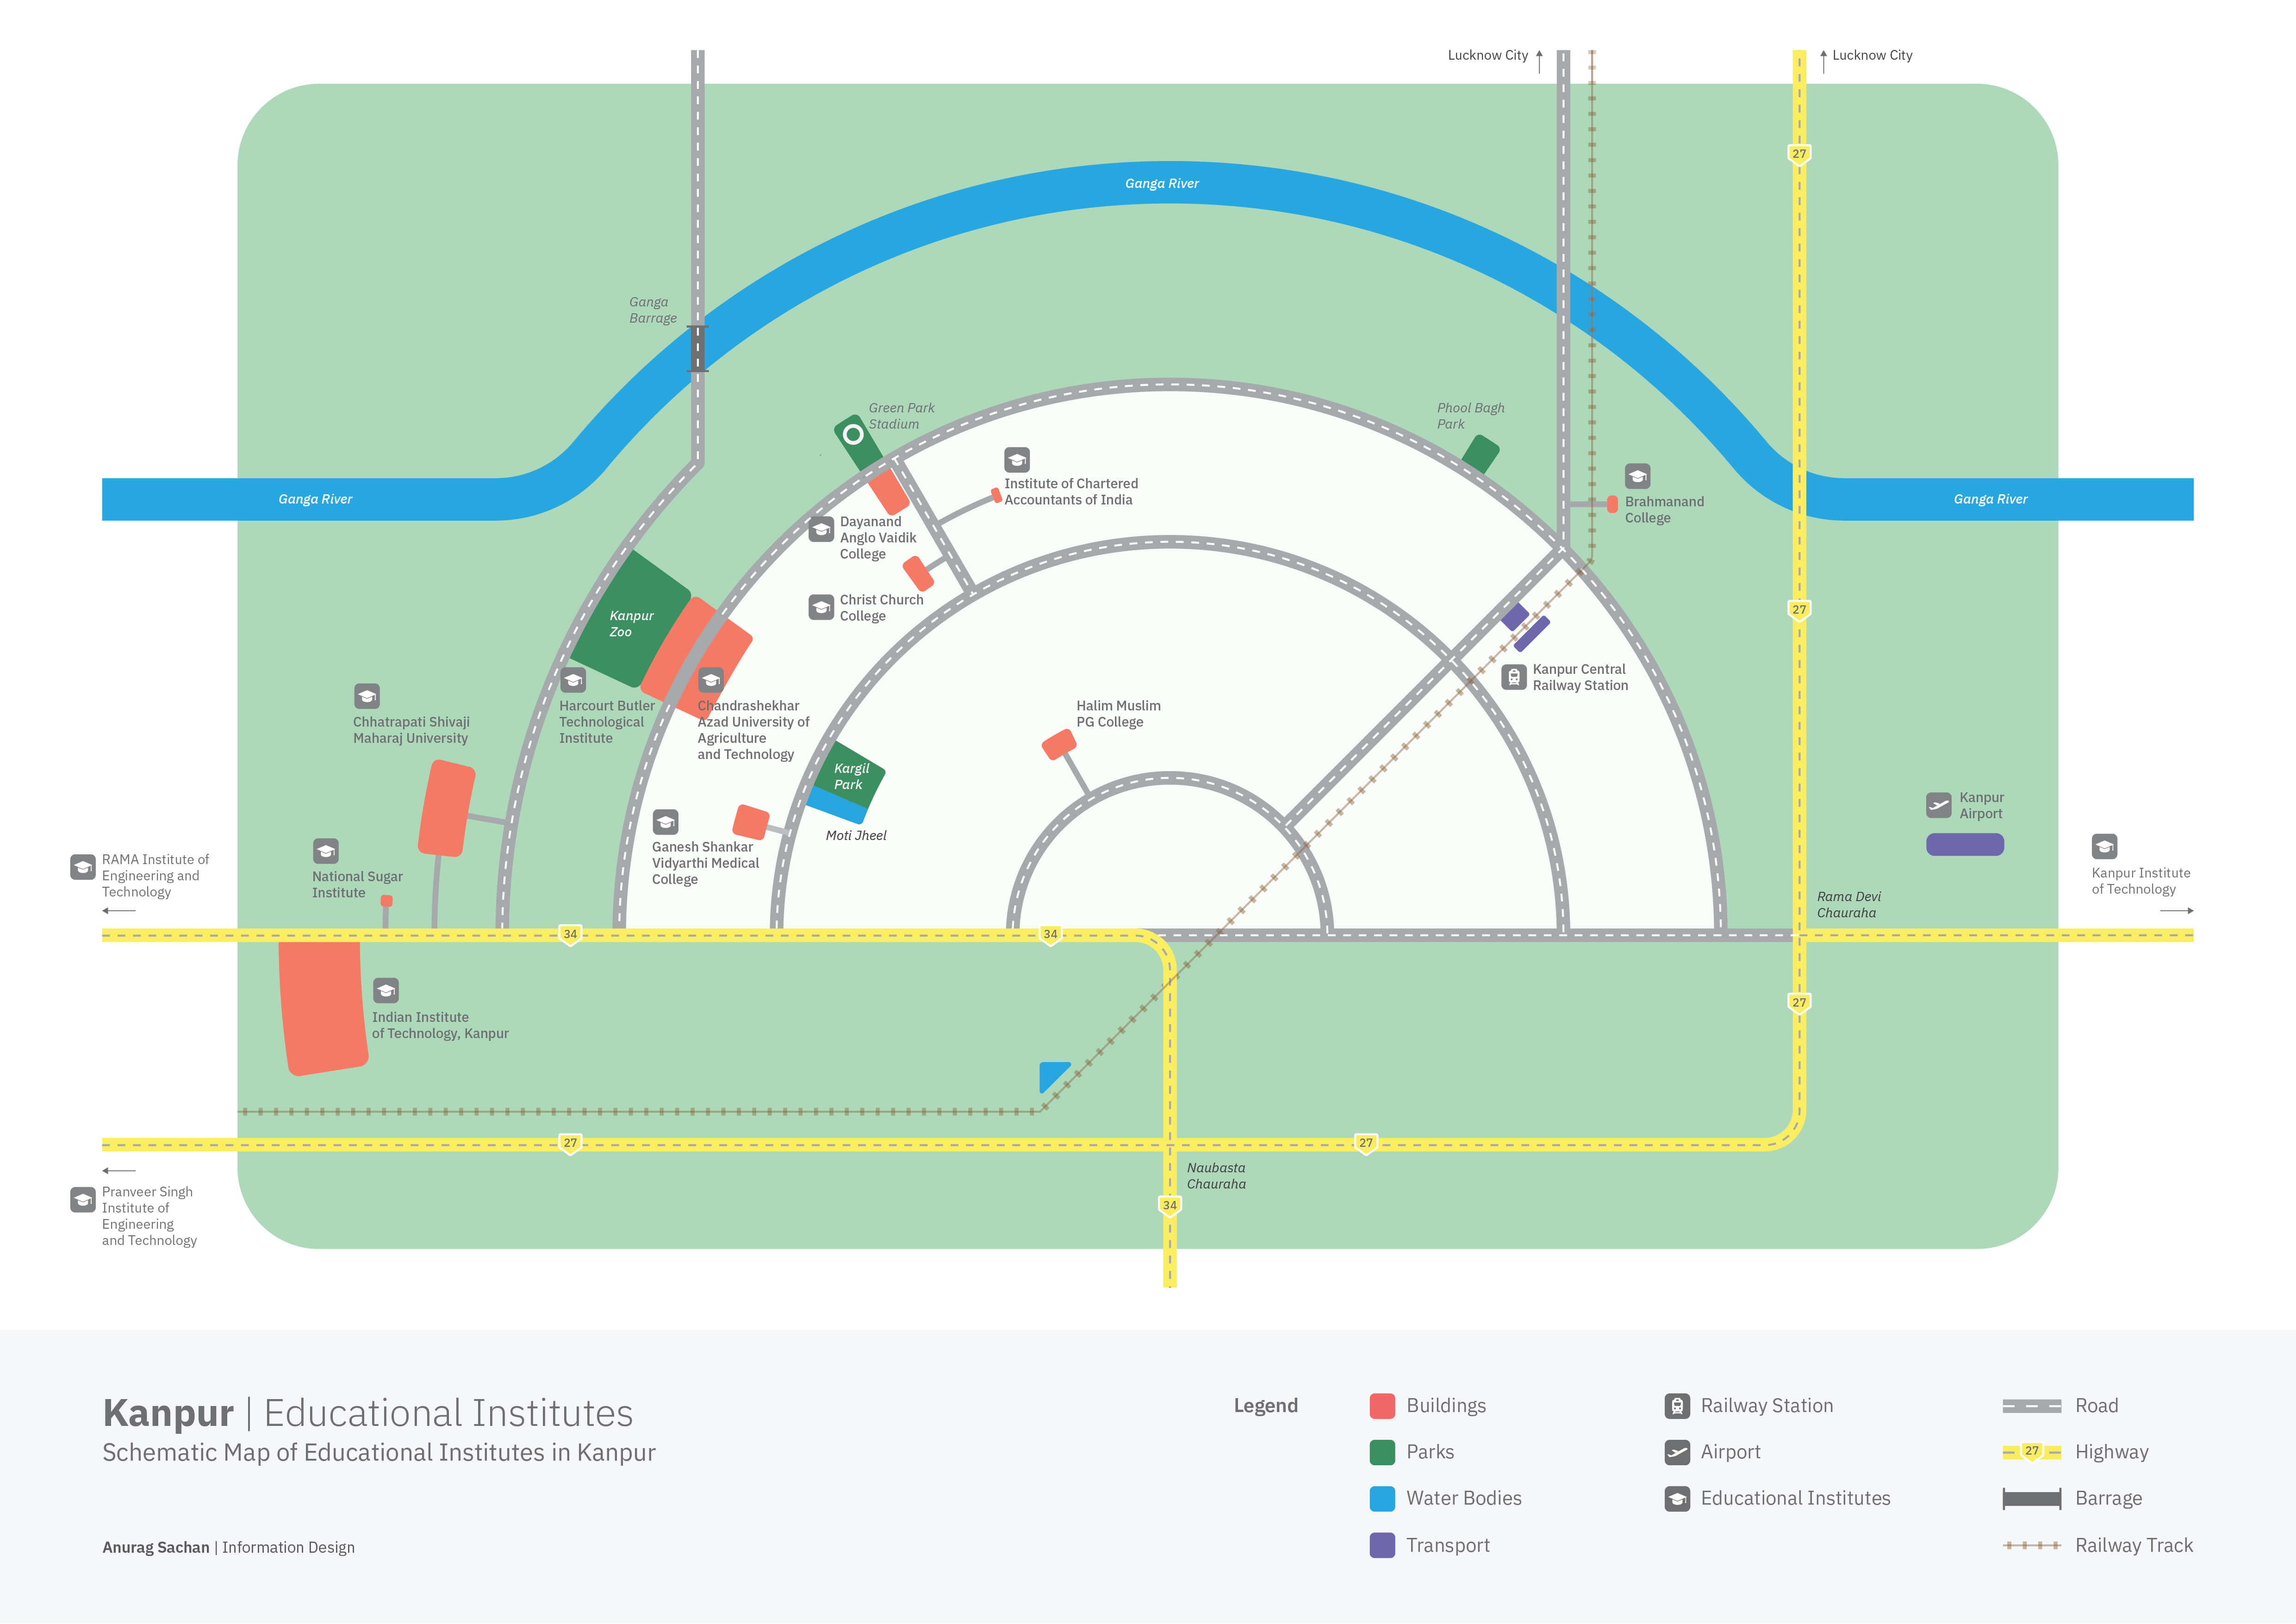 Lucknow City
Lucknow City
27
Ganga River
Ganga
Barrage
Green Park
Stadium
Phool Bagh
Park
Institute of Chartered
Accountants of India
Ganga River
Brahmanand
College
Ganga River
Dayanand
Anglo Vaidik
College
Christ Church
College
Kanpur
Zoo
27
Kanpur Central
Railway Station
Chhatrapati Shivaji
Maharaj University
Harcourt Butler
Technological
Institute
Chandrashekhar
Azad University of
Agriculture
and Technology
Halim Muslim
PG College
Kargil
Park
Moti Jheel
Kanpur
Airport
Ganesh Shankar
Vidyarthi Medical
College
RAMA Institute of
Engineering and
Technology
National Sugar
Institute
Kanpur Institute
of Technology
Rama Devi
Chauraha
34
34
27
Indian Institute
of Technology, Kanpur
27
27
Naubasta
Chauraha
34
Pranveer Singh
Institute of
Engineering
and Technology
Kanpur | Educational Institutes
Schematic Map of Educational Institutes in Kanpur
Anurag Sachan | Information Design
Legend
Buildings
Parks
Water Bodies
Transport
Railway Station
Airport
Educational Institutes
Road
27
Highway
Barrage
Railway Track